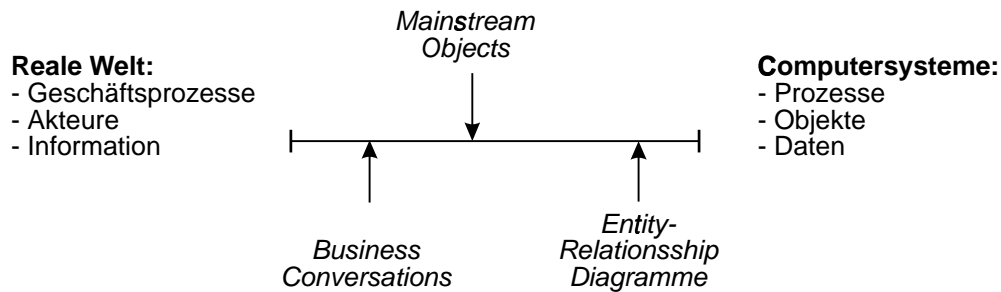 Mainstream
Objects
Reale Welt:
- Geschäftsprozesse
- Akteure
- Information
Computersysteme:
- Prozesse
- Objekte
- Daten
Business
Conversations
Entity-
Relationsship
Diagramme